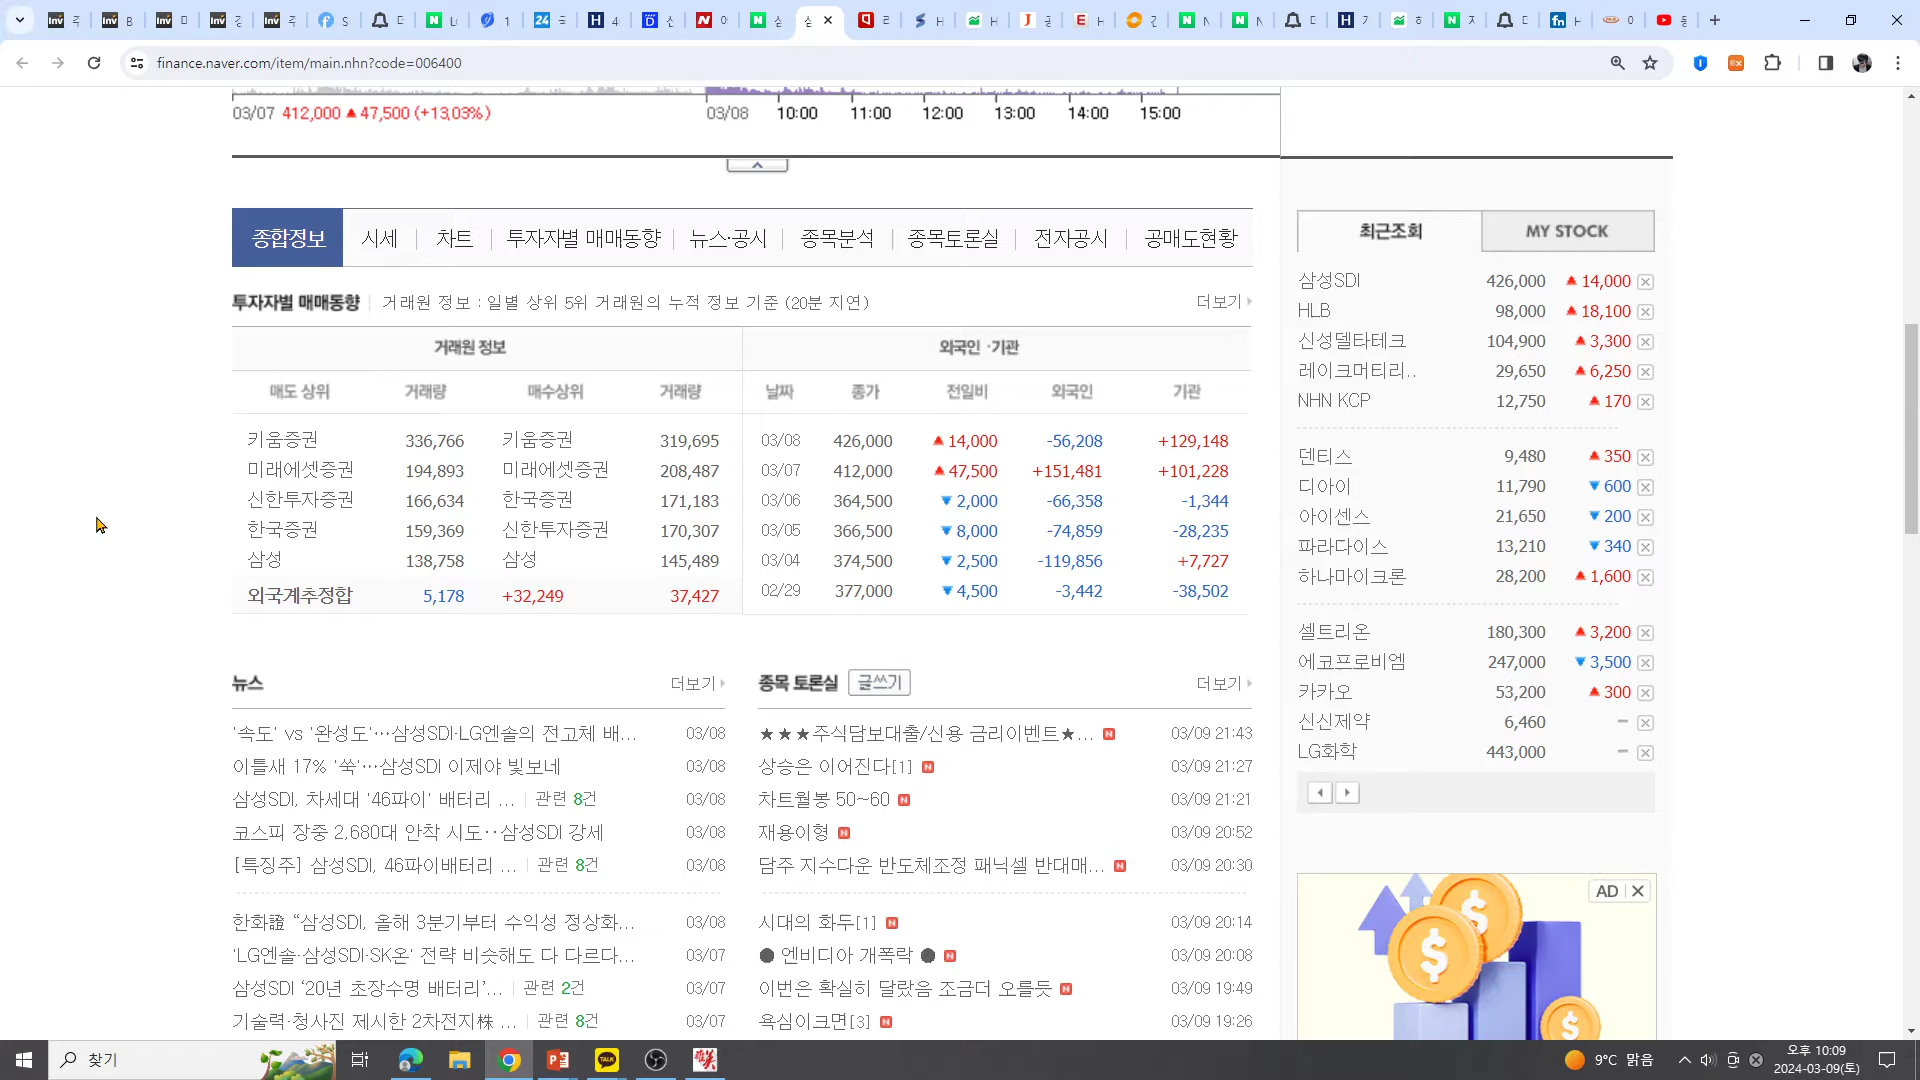 finance.naver.com/item/main.nhn?code=006400
03/07 412,000 ▲ 47,500 (+13.03%)
03/08 10:00 11:00 12:00 13:00 14:00 15:00
종합정보 시세 차트 투자자별 매매동향 뉴스·공시 종목분석 종목토론실 전자공시 공매도현황
투자자별 매매동향 거래원 정보 : 일별 상위 5위 거래원의 누적 정보 기준 (20분 지연) 더보기
거래원 정보 외국인 ·기관
매도 상위 거래량 매수상위 거래량 날짜 종가 전일비 외국인 기관
키움증권 336,766 키움증권 319,695 03/08 426,000 ▲ 14,000 -56,208 +129,148
미래에셋증권 194,893 미래에셋증권 208,487 03/07 412,000 ▲ 47,500 +151,481 +101,228
신한투자증권 166,634 한국증권 171,183 03/06 364,500 ▼ 2,000 -66,358 -1,344
한국증권 159,369 신한투자증권 170,307 03/05 366,500 ▼ 8,000 -74,859 -28,235
삼성 138,758 삼성 145,489 03/04 374,500 ▼ 2,500 -119,856 +7,727
외국계추정합 5,178 +32,249 37,427 02/29 377,000 ▼ 4,500 -3,442 -38,502
뉴스 더보기
'속도' vs '완성도'…삼성SDI·LG엔솔의 전고체 배... 03/08
이틀새 17% '쑥'…삼성SDI 이제야 빛보네 03/08
삼성SDI, 차세대 '46파이' 배터리 ... 관련 8건 03/08
코스피 장중 2,680대 안착 시도‥삼성SDI 강세 03/08
[특징주] 삼성SDI, 46파이배터리 ... 관련 8건 03/08
한화證 “삼성SDI, 올해 3분기부터 수익성 정상화... 03/08
'LG엔솔·삼성SDI·SK온' 전략 비슷해도 다 다르다... 03/07
삼성SDI ‘20년 초장수명 배터리’... 관련 2건 03/07
기술력·청사진 제시한 2차전지株 ... 관련 8건 03/07
종목 토론실 글쓰기 더보기
★★★주식담보대출/신용 금리이벤트★... N 03/09 21:43
상승은 이어진다[1] N 03/09 21:27
차트월봉 50~60 N 03/09 21:21
재용이형 N 03/09 20:52
담주 지수다운 반도체조정 패닉셀 반대매... N 03/09 20:30
시대의 화두[1] N 03/09 20:14
● 엔비디아 개폭락 ● N 03/09 20:08
이번은 확실히 달랐음 조금더 오를듯 N 03/09 19:49
욕심이크면[3] N 03/09 19:26
최근조회 MY STOCK
삼성SDI 426,000 ▲ 14,000
HLB 98,000 ▲ 18,100
신성델타테크 104,900 ▲ 3,300
레이크머티리.. 29,650 ▲ 6,250
NHN KCP 12,750 ▲ 170
덴티스 9,480 ▲ 350
디아이 11,790 ▼ 600
아이센스 21,650 ▼ 200
파라다이스 13,210 ▼ 340
하나마이크론 28,200 ▲ 1,600
셀트리온 180,300 ▲ 3,200
에코프로비엠 247,000 ▼ 3,500
카카오 53,200 ▲ 300
신신제약 6,460 –
LG화학 443,000 –
AD
찾기
9°C 맑음
오후 10:09
2024-03-09(토)